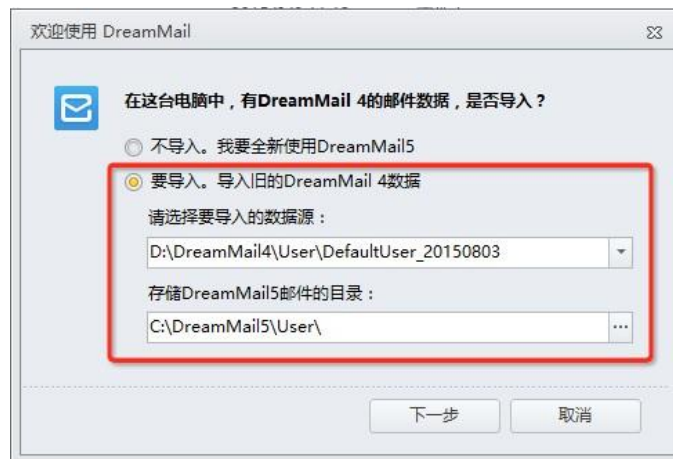 欢迎使用 DreamMail
在这台电脑中，有DreamMail 4的邮件数据，是否导入？
不导入。我要全新使用DreamMail5
要导入。导入旧的DreamMail 4数据
请选择要导入的数据源：
D:\DreamMail4\User\DefaultUser_20150803
存储DreamMail5邮件的目录：
C:\DreamMail5\User\
下一步
取消